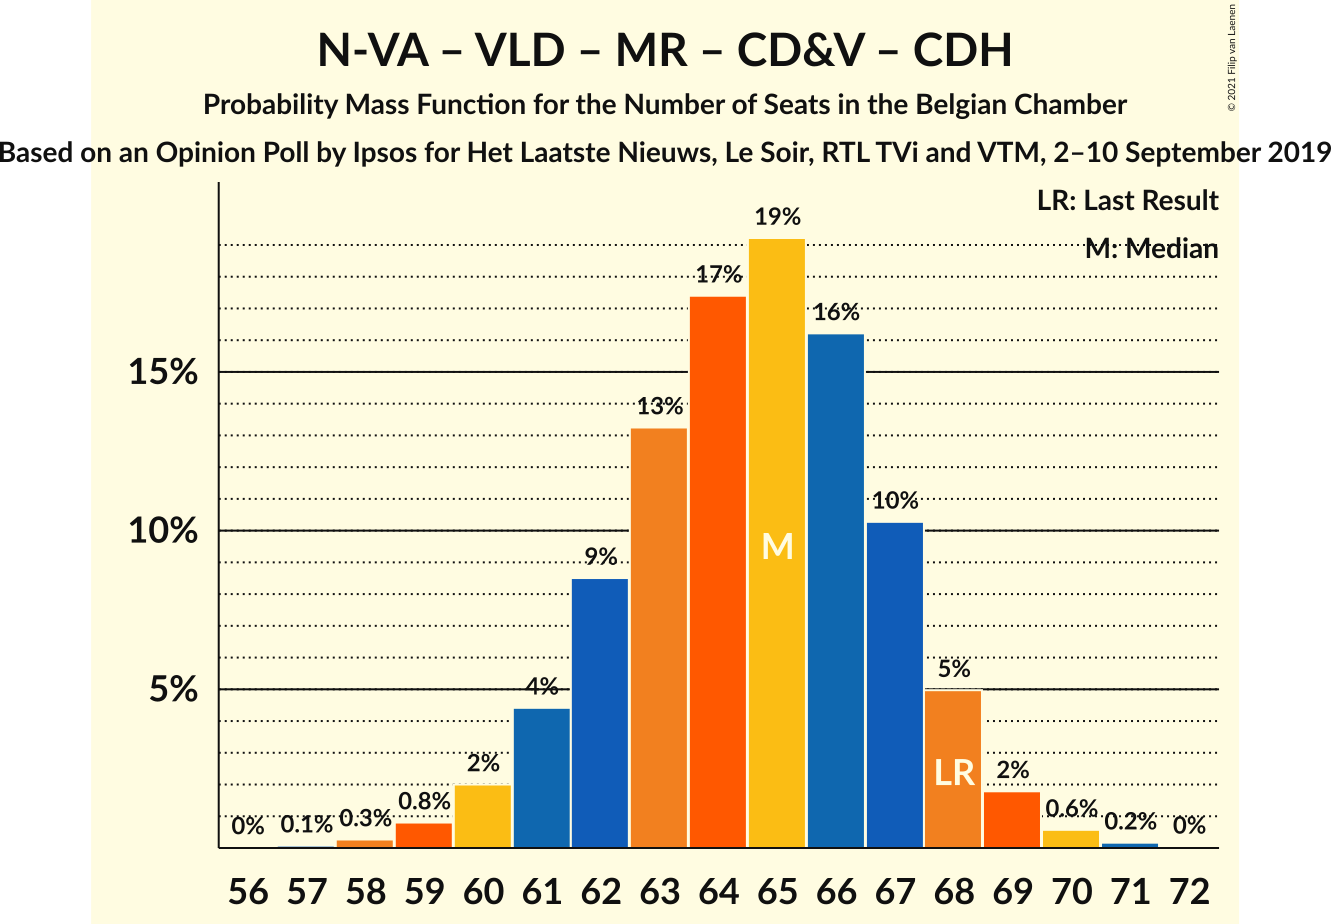 N-VA – VLD – MR – CD&V – CDH
Probability Mass Function for the Number of Seats in the Belgian Chamber
Based on an Opinion Poll by Ipsos for Het Laatste Nieuws, Le Soir, RTL TVi and VTM, 2–10 September 2019
© 2021 Filip van Laenen
LR: Last Result
M: Median
15%
10%
5%
0%
0.1%
0.3%
0.8%
2%
4%
9%
13%
17%
19%
16%
10%
5%
2%
0.6%
0.2%
0%
M
LR
56 57 58 59 60 61 62 63 64 65 66 67 68 69 70 71 72